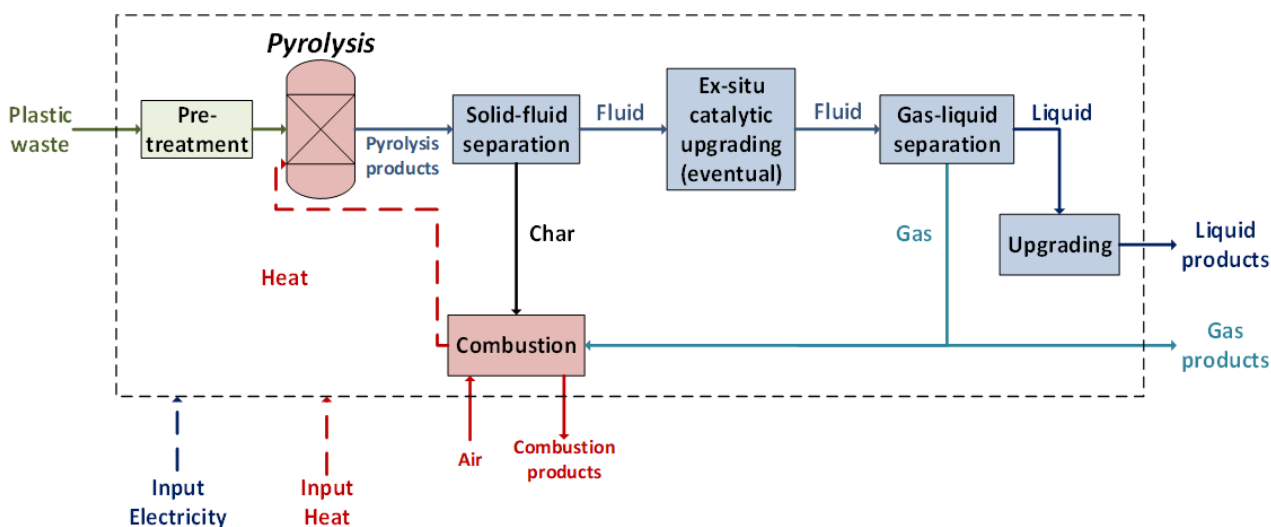 Pyrolysis
Plastic
waste
Pre-
treatment
Pyrolysis
products
Solid-fluid
separation
Fluid
Ex-situ
catalytic
upgrading
(eventual)
Fluid
Gas-liquid
separation
Liquid
Char
Gas
Upgrading
Liquid
products
Heat
Combustion
Gas
products
Air
Combustion
products
Input
Electricity
Input
Heat